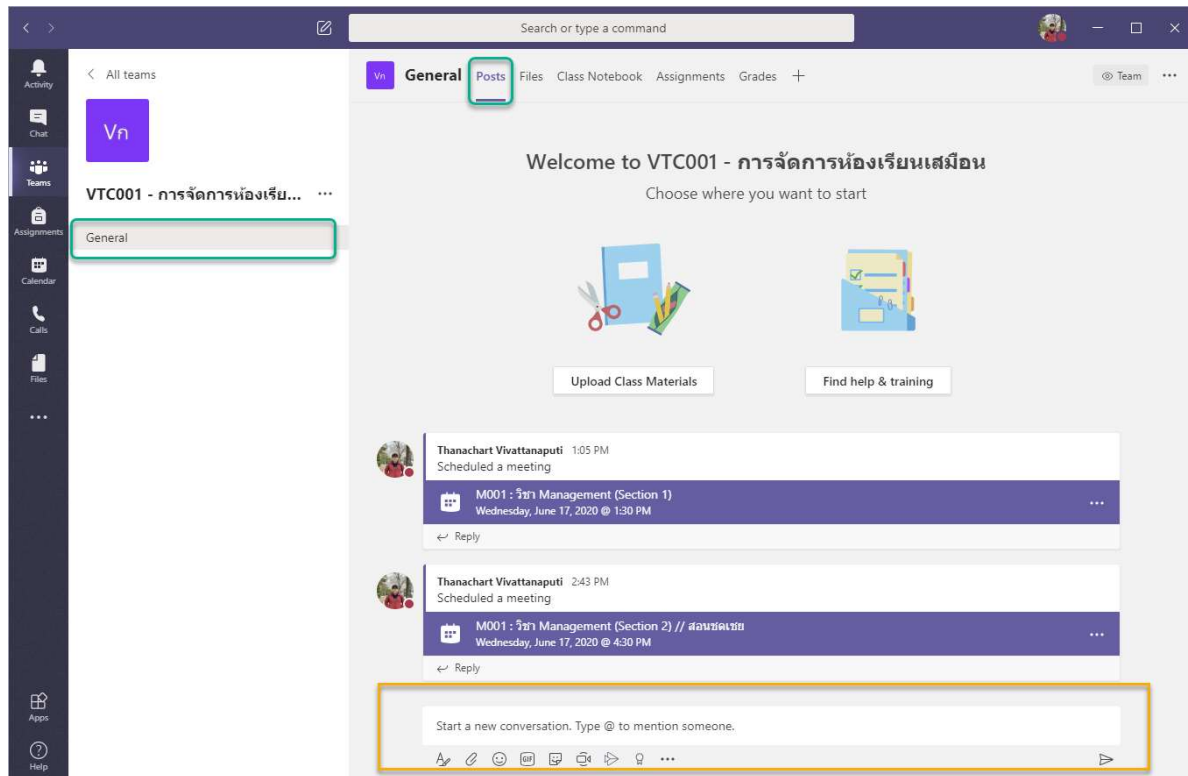 Search or type a command
Activity
Chat
Teams
Assignments
Calendar
Calls
Files
Apps
Help
All teams
Vก
VTC001 - การจัดการห้องเรีย... ...
General
Vก General Posts Files Class Notebook Assignments Grades + Team ...
Welcome to VTC001 - การจัดการห้องเรียนเสมือน
Choose where you want to start
Upload Class Materials Find help & training
Thanachart Vivattanaputi 1:05 PM
Scheduled a meeting
M001 : วิชา Management (Section 1)
Wednesday, June 17, 2020 @ 1:30 PM
Reply
Thanachart Vivattanaputi 2:43 PM
Scheduled a meeting
M001 : วิชา Management (Section 2) // สอนชดเชย
Wednesday, June 17, 2020 @ 4:30 PM
Reply
Start a new conversation. Type @ to mention someone.
GIF